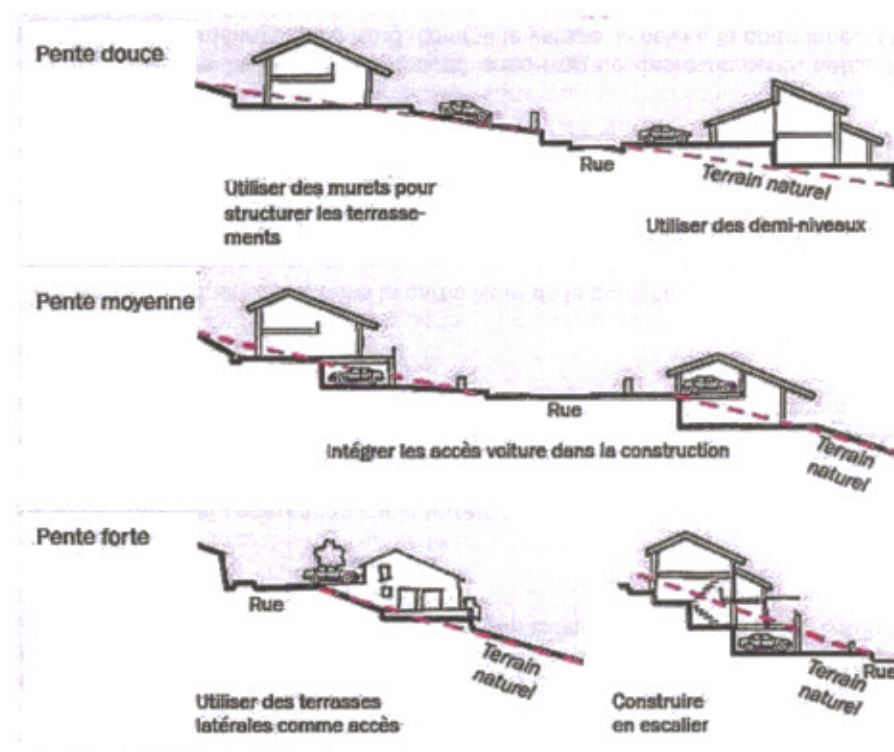 Pente douce
Rue
Terrain naturel
Utiliser des murets pour
structurer les terrasse-
ments
Utiliser des demi-niveaux
Pente moyenne
Rue
Intégrer les accès voiture dans la construction
Terrain
naturel
Pente forte
Rue
Terrain
naturel
Utiliser des terrasses
latérales comme accès
Construire
en escalier
Terrain
naturel
Rue